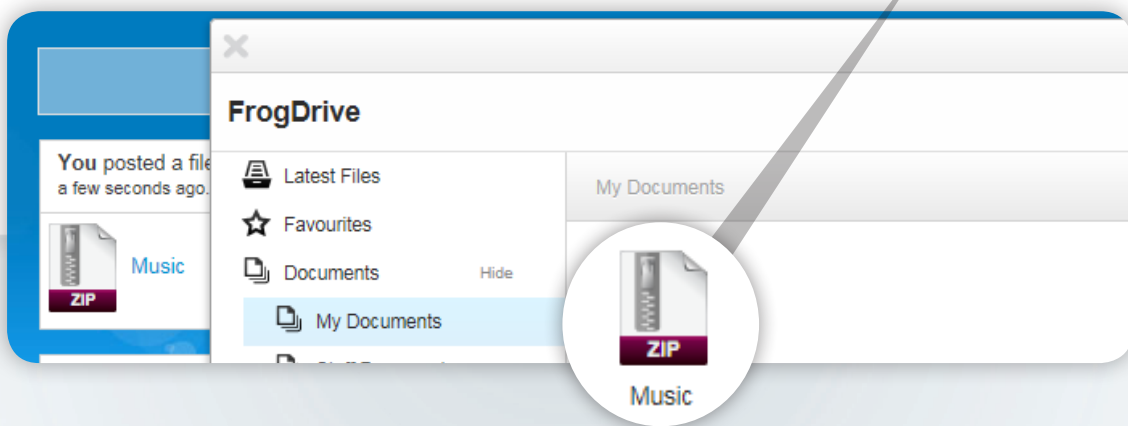 FrogDrive
You posted a file
a few seconds ago.
ZIP
Music
Latest Files
Favourites
Documents Hide
My Documents
My Documents
ZIP
Music